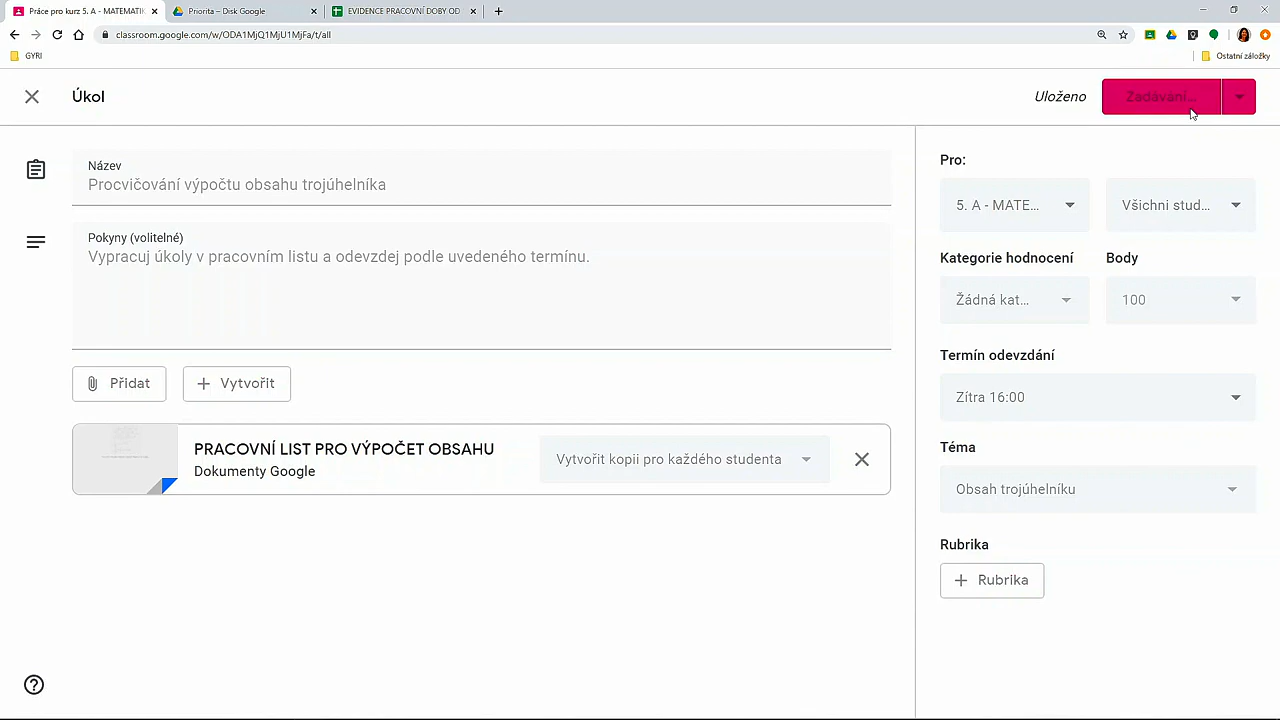 Práce pro kurz 5. A - MATEMATIK
Priorita – Disk Google
EVIDENCE PRACOVNÍ DOBY OD
classroom.google.com/w/ODA1MjQ1MjU1MjFa/t/all
GYRI
Ostatní záložky
Úkol
Uloženo
Zadávání...
Název
Procvičování výpočtu obsahu trojúhelníka
Pokyny (volitelné)
Vypracuj úkoly v pracovním listu a odevzdej podle uvedeného termínu.
Přidat
Vytvořit
PRACOVNÍ LIST PRO VÝPOČET OBSAHU
Dokumenty Google
Vytvořit kopii pro každého studenta
Pro:
5. A - MATE...
Všichni stud...
Kategorie hodnocení
Body
Žádná kat...
100
Termín odevzdání
Zítra 16:00
Téma
Obsah trojúhelníku
Rubrika
Rubrika